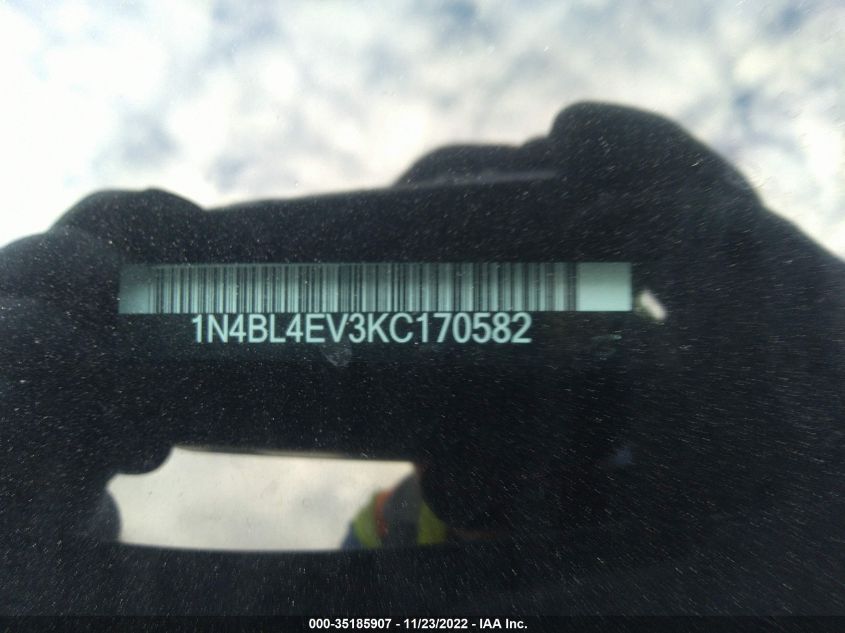 1N4BL4EV3KC170582
000-35185907 - 11/23/2022 - IAA Inc.